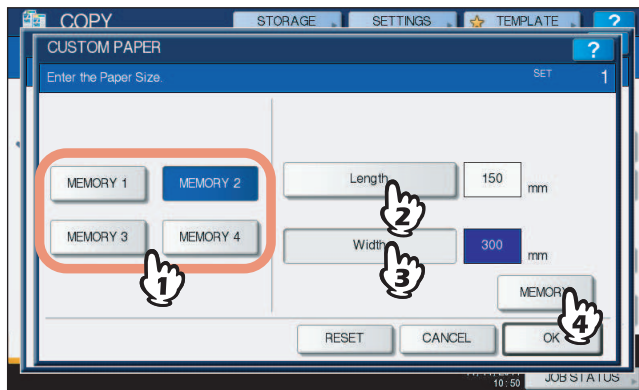 COPY
STORAGE
SETTINGS
TEMPLATE
?
CUSTOM PAPER
?
Enter the Paper Size.
SET
1
MEMORY 1
MEMORY 2
Length
150
mm
2
MEMORY 3
MEMORY 4
Width
300
mm
1
3
MEMORY
4
RESET
CANCEL
OK
10:50
JOB STATUS